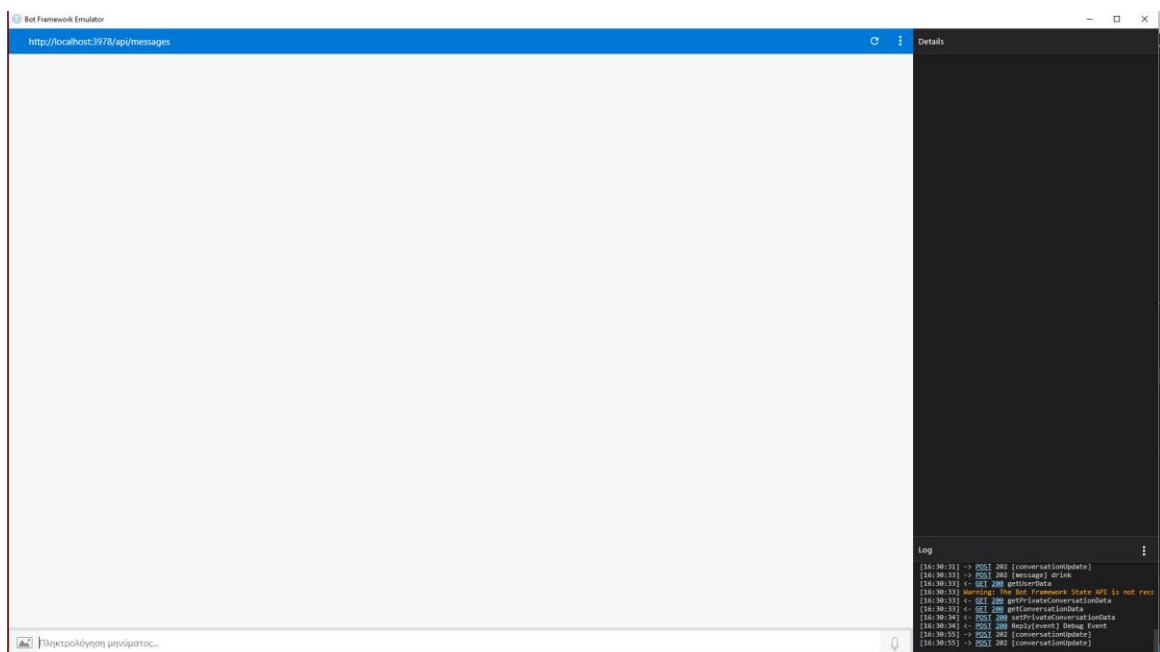 Bot Framework Emulator
http://localhost:3978/api/messages
Details
Log
[16:30:31] -> POST 202 [conversationUpdate]
[16:30:33] -> POST 202 [message] drink
[16:30:33] <- GET 200 getUserData
[16:30:33] Warning: The Bot Framework State API is not reco
[16:30:33] <- GET 200 getPrivateConversationData
[16:30:33] <- GET 200 getConversationData
[16:30:34] <- POST 200 setPrivateConversationData
[16:30:34] <- POST 200 Reply[event] Debug Event
[16:30:55] -> POST 202 [conversationUpdate]
[16:30:55] -> POST 202 [conversationUpdate]
Πληκτρολόγηση μηνύματος...